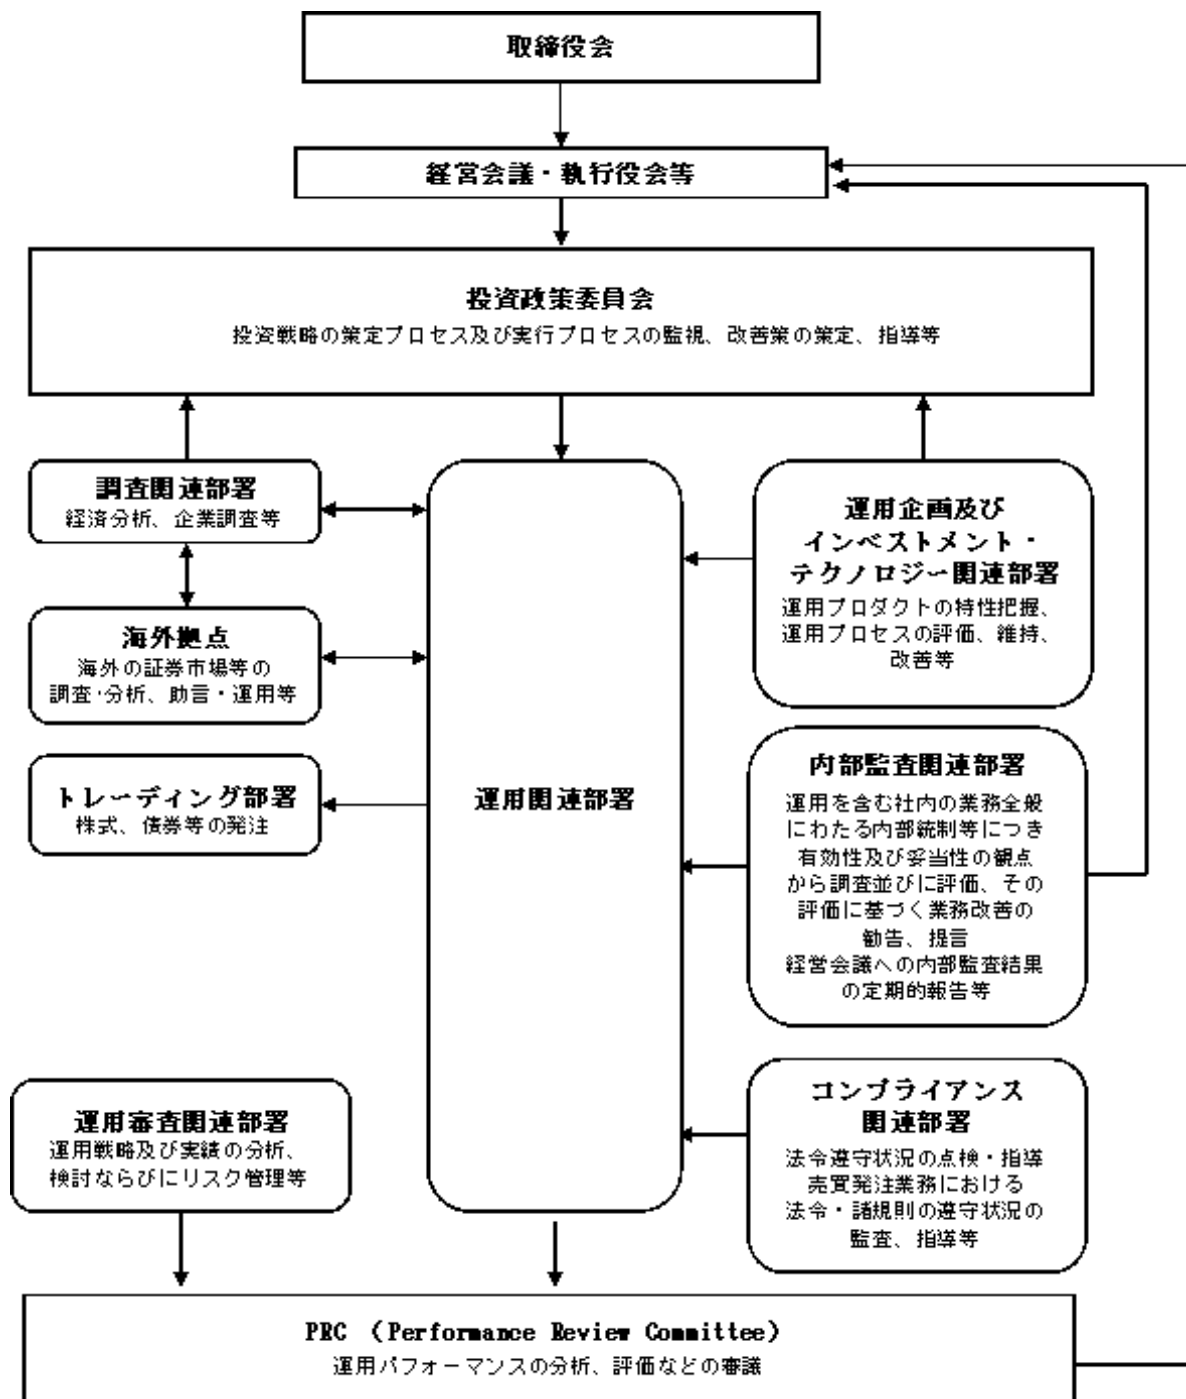 取締役会
経営会議・執行役会等
投資政策委員会
投資戦略の策定プロセス及び実行プロセスの監視、改善策の策定、指導等
調査関連部署
経済分析、企業調査等
海外拠点
海外の証券市場等の
調査・分析、助言・運用等
トレーディング部署
株式、債券等の発注
運用関連部署
運用企画及び
インベストメント・
テクノロジー関連部署
運用プロダクトの特性把握、
運用プロセスの評価、維持、
改善等
内部監査関連部署
運用を含む社内の業務全般
にわたる内部統制等につき
有効性及び妥当性の観点
から調査並びに評価、その
評価に基づく業務改善の
勧告、提言
経営会議への内部監査結果
の定期的報告等
運用審査関連部署
運用戦略及び実績の分析、
検討ならびにリスク管理等
コンプライアンス
関連部署
法令遵守状況の点検・指導
売買発注業務における
法令・諸規則の遵守状況の
監査、指導等
PRC （Performance Review Committee）
運用パフォーマンスの分析、評価などの審議